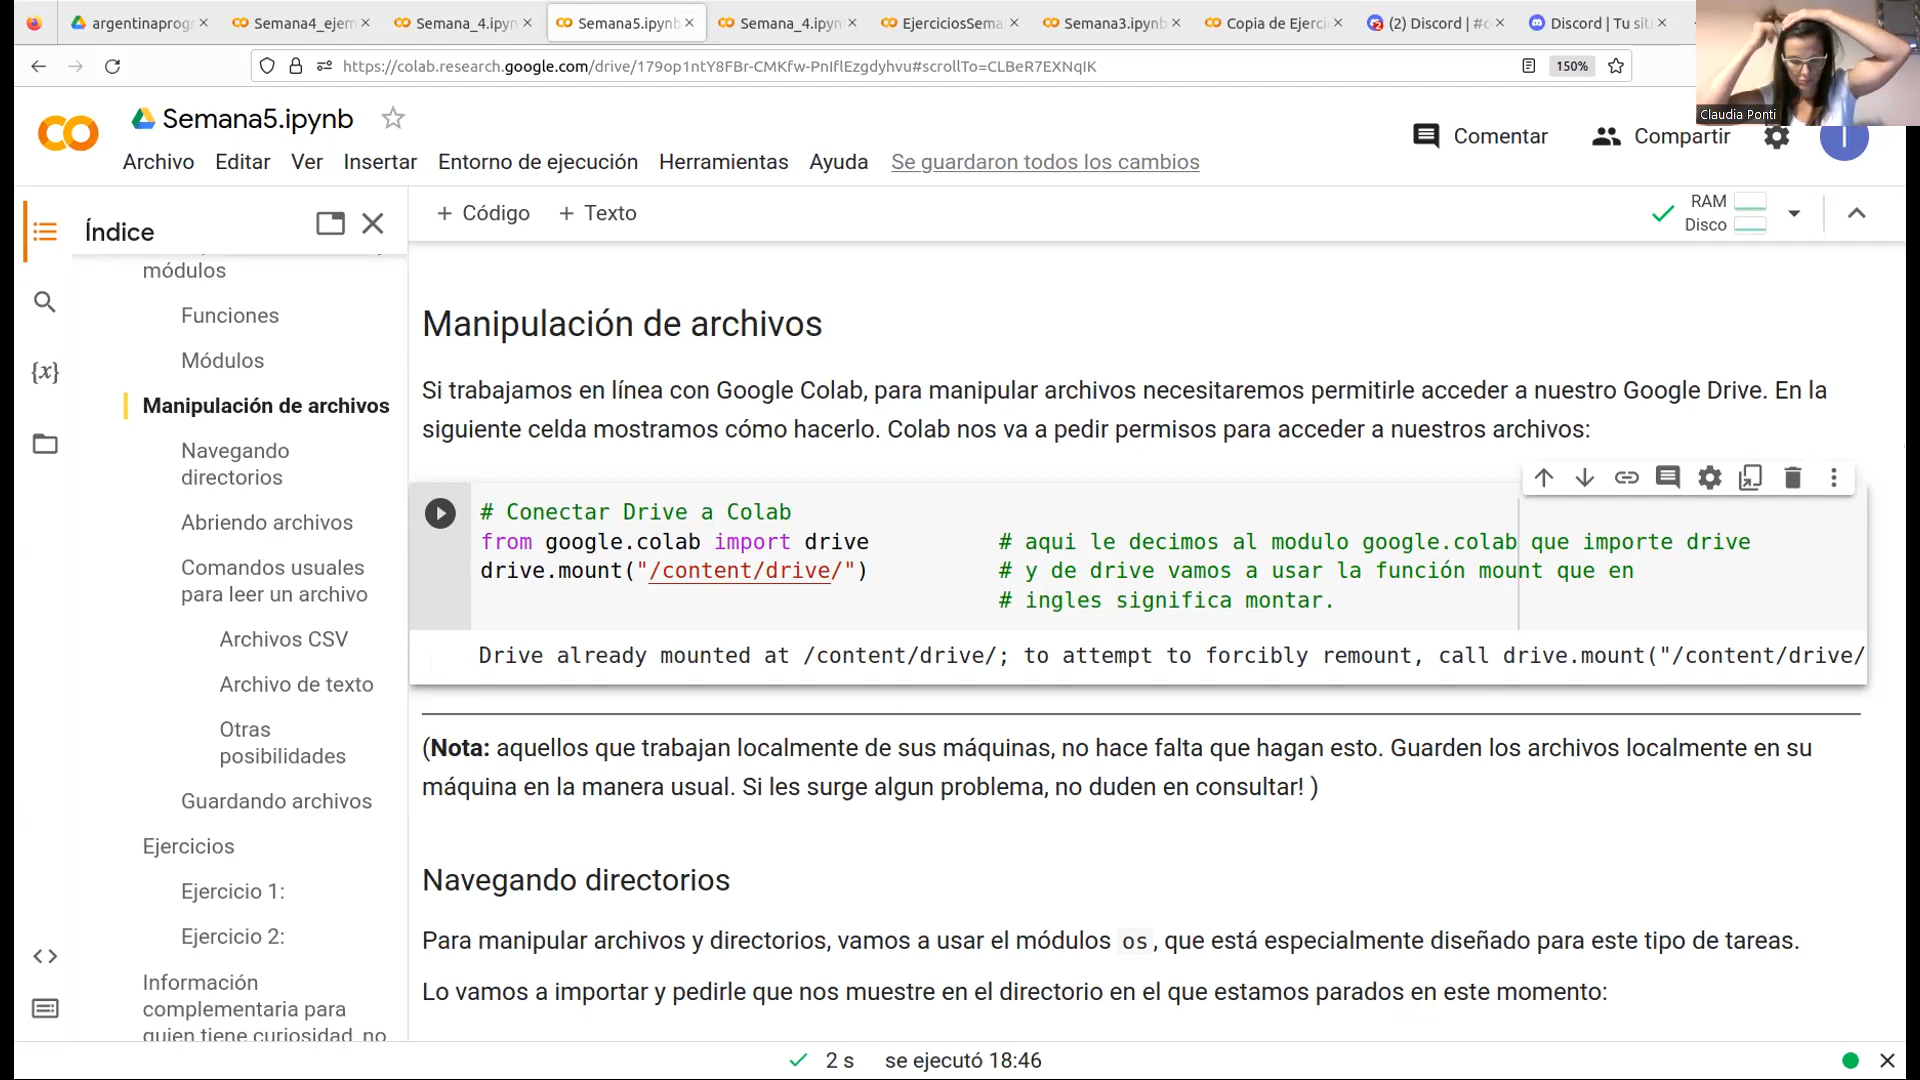 argentinaprogr
Semana4_ejem
Semana_4.ipyn
Semana5.ipynb
Semana_4.ipyn
EjerciciosSema
Semana3.ipynb
Copia de Ejerci
(2) Discord | #c
Discord | Tu sit
https://colab.research.google.com/drive/179op1ntY8FBr-CMKfw-PnIflEzgdyhvu#scrollTo=CLBeR7EXNqIK
150%
Claudia Ponti
Semana5.ipynb
Comentar
Compartir
I
Archivo Editar Ver Insertar Entorno de ejecución Herramientas Ayuda Se guardaron todos los cambios
Índice
+ Código + Texto
RAM
Disco
módulos
Funciones
Módulos
Manipulación de archivos
Navegando
directorios
Abriendo archivos
Comandos usuales
para leer un archivo
Archivos CSV
Archivo de texto
Otras
posibilidades
Guardando archivos
Ejercicios
Ejercicio 1:
Ejercicio 2:
Información
complementaria para
quien tiene curiosidad, no
Manipulación de archivos
Si trabajamos en línea con Google Colab, para manipular archivos necesitaremos permitirle acceder a nuestro Google Drive. En la
siguiente celda mostramos cómo hacerlo. Colab nos va a pedir permisos para acceder a nuestros archivos:
# Conectar Drive a Colab
from google.colab import drive # aqui le decimos al modulo google.colab que importe drive
drive.mount("/content/drive/") # y de drive vamos a usar la función mount que en
# ingles significa montar.
Drive already mounted at /content/drive/; to attempt to forcibly remount, call drive.mount("/content/drive/
(Nota: aquellos que trabajan localmente de sus máquinas, no hace falta que hagan esto. Guarden los archivos localmente en su
máquina en la manera usual. Si les surge algun problema, no duden en consultar! )
Navegando directorios
Para manipular archivos y directorios, vamos a usar el módulos os, que está especialmente diseñado para este tipo de tareas.
Lo vamos a importar y pedirle que nos muestre en el directorio en el que estamos parados en este momento:
2 s se ejecutó 18:46